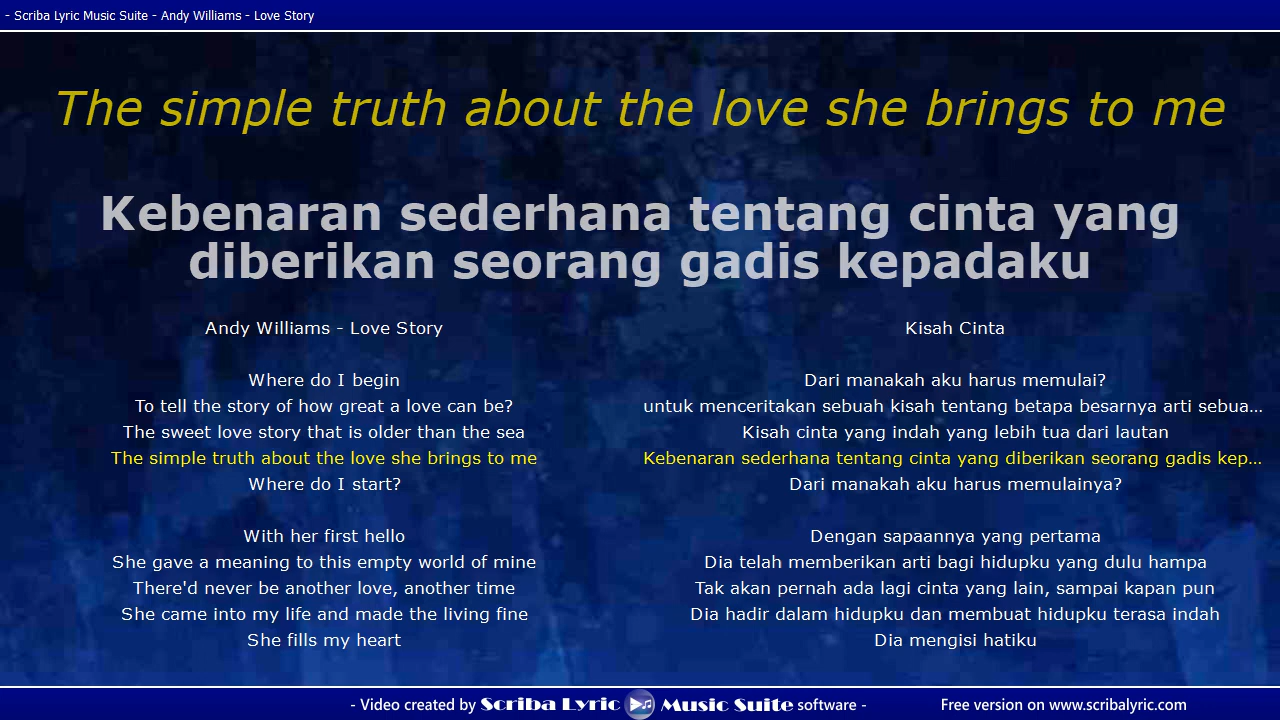 - Scriba Lyric Music Suite - Andy Williams - Love Story
The simple truth about the love she brings to me
Kebenaran sederhana tentang cinta yang
diberikan seorang gadis kepadaku
Andy Williams - Love Story
Where do I begin
To tell the story of how great a love can be?
The sweet love story that is older than the sea
The simple truth about the love she brings to me
Where do I start?
With her first hello
She gave a meaning to this empty world of mine
There'd never be another love, another time
She came into my life and made the living fine
She fills my heart
Kisah Cinta
Dari manakah aku harus memulai?
untuk menceritakan sebuah kisah tentang betapa besarnya arti sebua...
Kisah cinta yang indah yang lebih tua dari lautan
Kebenaran sederhana tentang cinta yang diberikan seorang gadis kep...
Dari manakah aku harus memulainya?
Dengan sapaannya yang pertama
Dia telah memberikan arti bagi hidupku yang dulu hampa
Tak akan pernah ada lagi cinta yang lain, sampai kapan pun
Dia hadir dalam hidupku dan membuat hidupku terasa indah
Dia mengisi hatiku
- Video created by Scriba Lyric Music Suite software - Free version on www.scribalyric.com